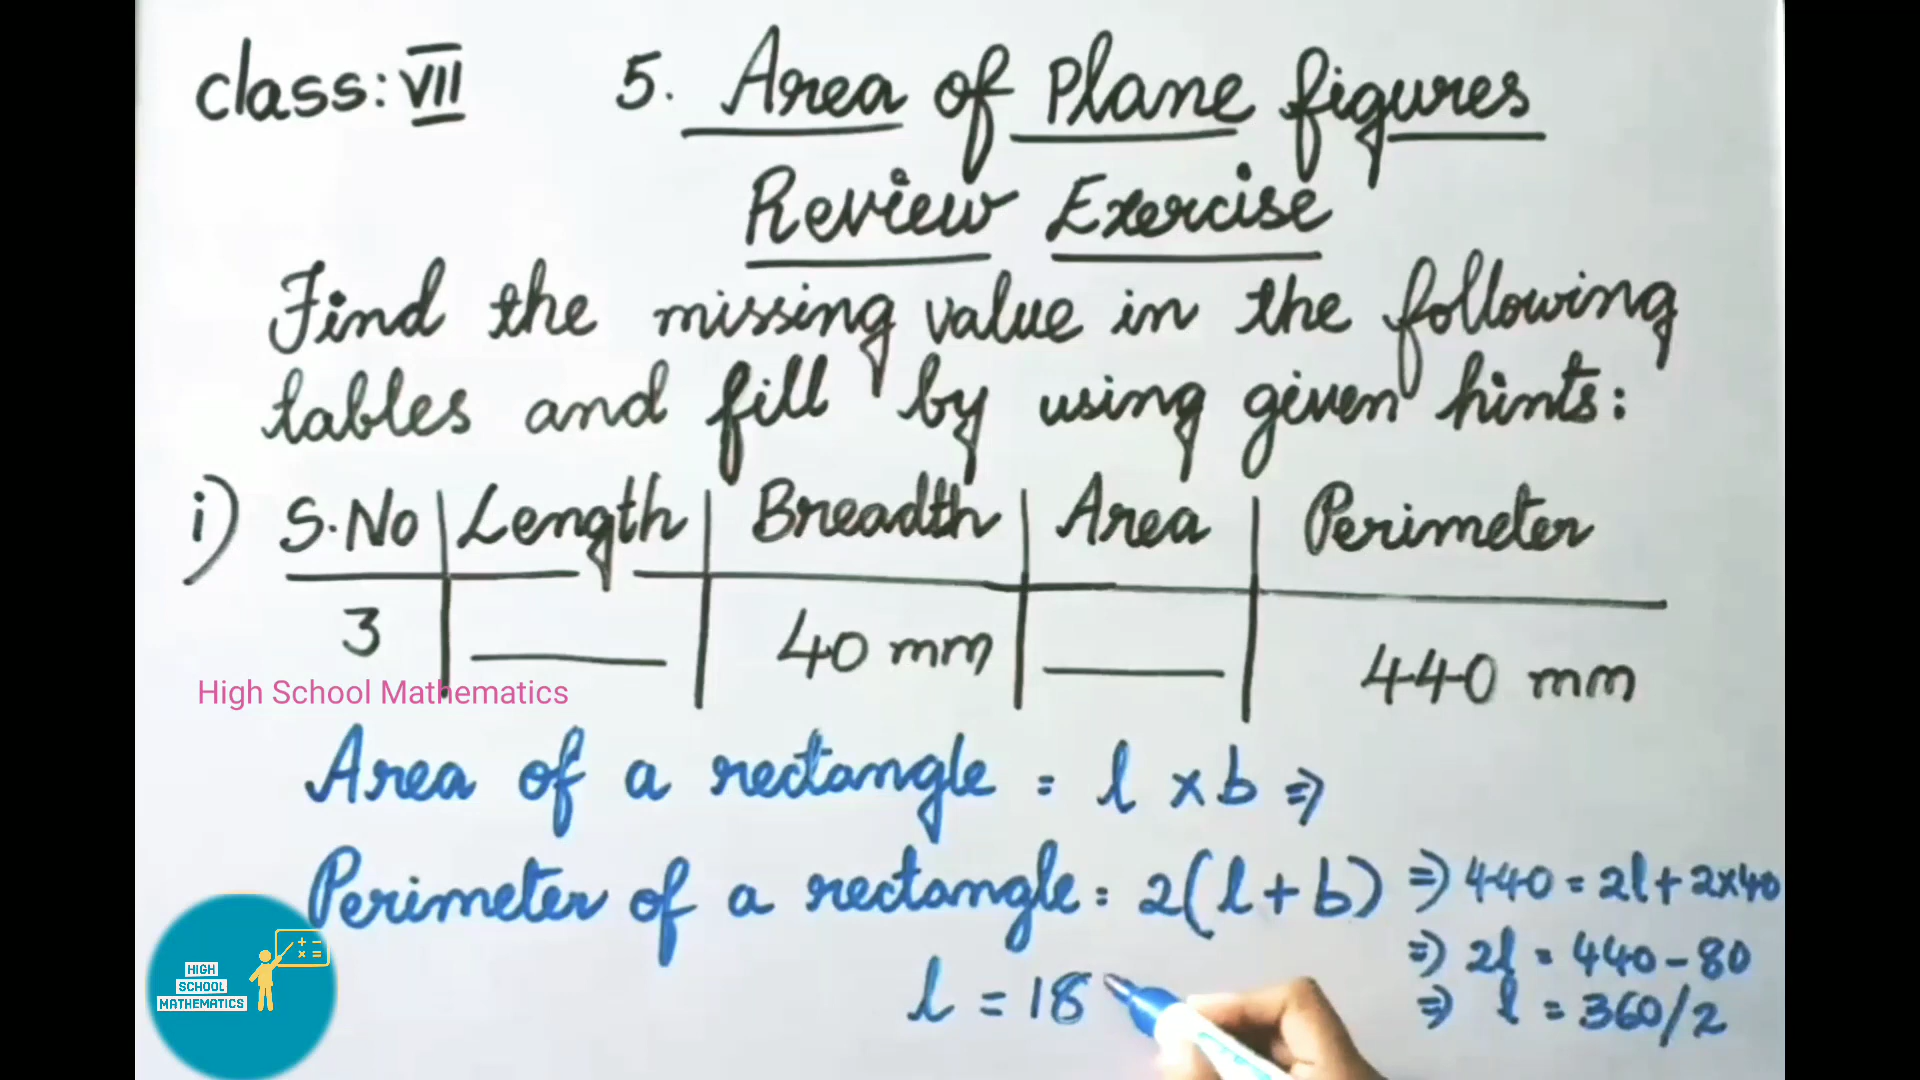 class: VII 5. Area of Plane figures
Review Exercise
Find the missing value in the following
tables and fill by using given hints:
i) S.No Length Breadth Area Perimeter
3 40 mm 440 mm
High School Mathematics
Area of a rectangle = l × b ⇒
Perimeter of a rectangle = 2(l + b) ⇒ 440 = 2l + 2×40
⇒ 2l = 440 - 80
⇒ l = 360/2
l = 18
HIGH
SCHOOL
MATHEMATICS